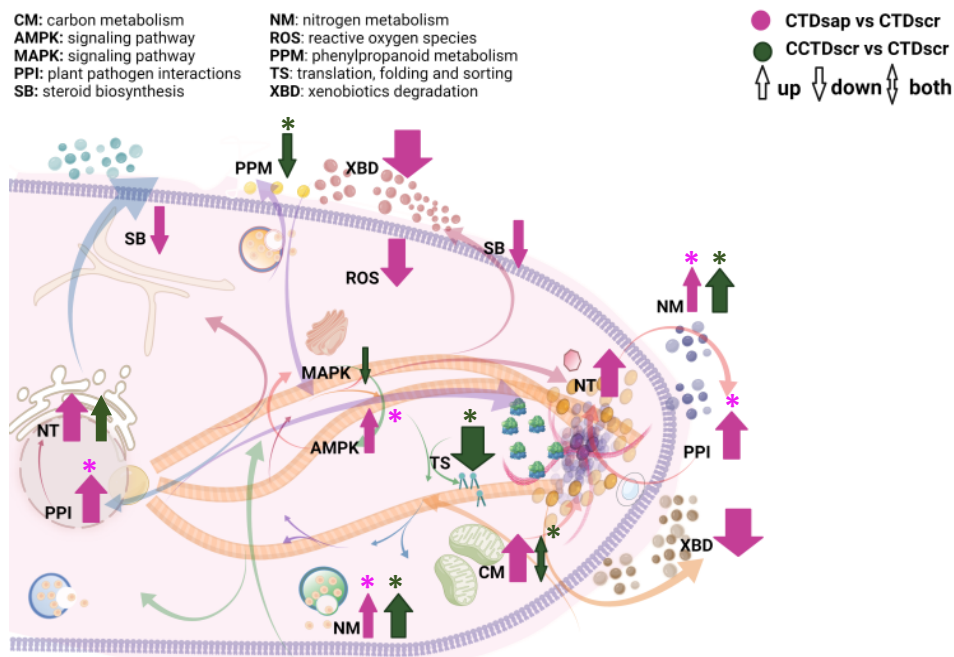 CM: carbon metabolism
AMPK: signaling pathway
MAPK: signaling pathway
PPI: plant pathogen interactions
SB: steroid biosynthesis
NM: nitrogen metabolism
ROS: reactive oxygen species
PPM: phenylpropanoid metabolism
TS: translation, folding and sorting
XBD: xenobiotics degradation
CTDsap vs CTDscr
CCTDscr vs CTDscr
up down both
*
PPM
XBD
SB
SB
ROS
* *
NM
MAPK
NT
*
NT
*
AMPK
*
TS
PPI
*
PPI
*
CM
XBD
* *
NM